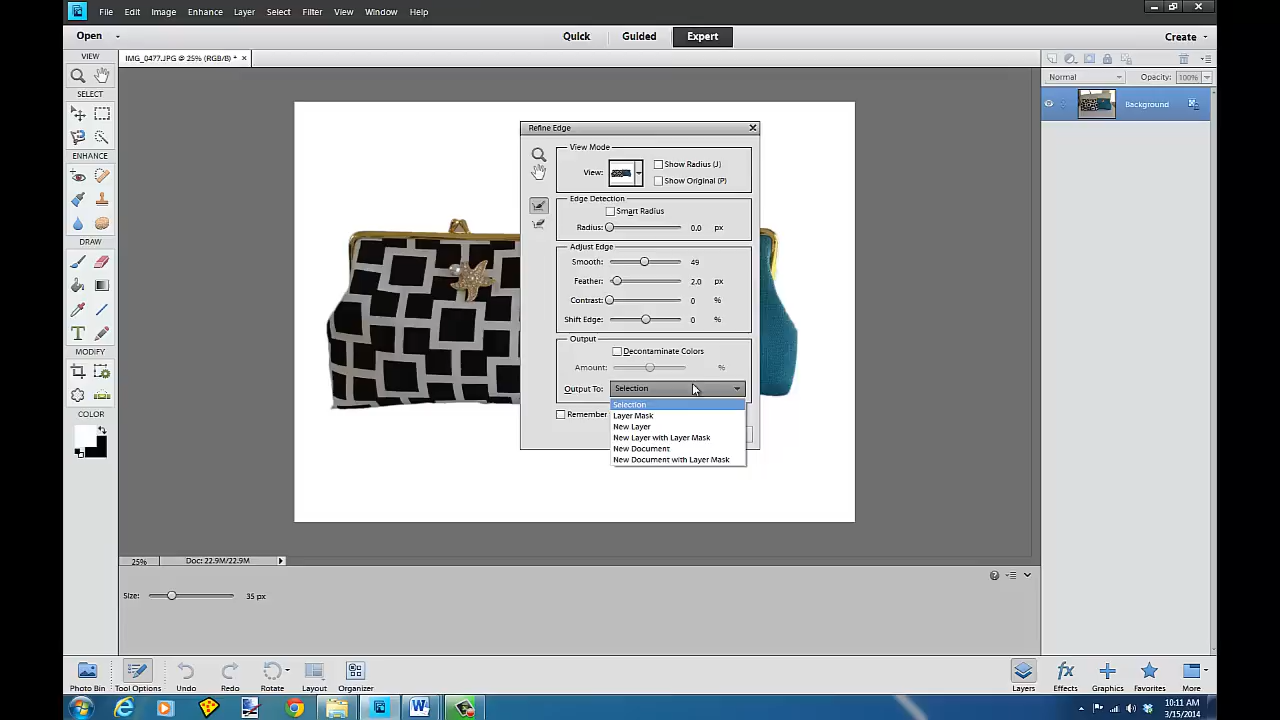 File Edit Image Enhance Layer Select Filter View Window Help
Open Quick Guided Expert Create
VIEW
IMG_0477.JPG @ 25% (RGB/8) *
Normal Opacity: 100%
SELECT
Background
Refine Edge
View Mode
View: Show Radius (J)
Show Original (P)
ENHANCE
Edge Detection
Smart Radius
Radius: 0.0 px
DRAW
Adjust Edge
Smooth: 49
Feather: 2.0 px
Contrast: 0 %
Shift Edge: 0 %
Output
MODIFY
Decontaminate Colors
Amount: %
Output To: Selection
Selection
Remember
Layer Mask
New Layer
New Layer with Layer Mask
New Document
New Document with Layer Mask
COLOR
25% Doc: 22.9M/22.9M
Size: 35 px
Photo Bin Tool Options Undo Redo Rotate Layout Organizer Layers Effects Graphics Favorites More
10:11 AM
3/15/2014